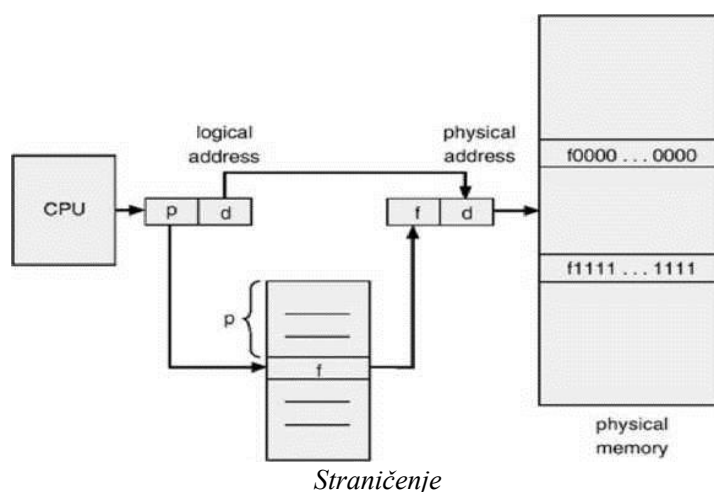 logical
address
physical
address
f0000 . . . 0000
CPU
p
d
f
d
f1111 . . . 1111
p
f
physical
memory
Straničenje